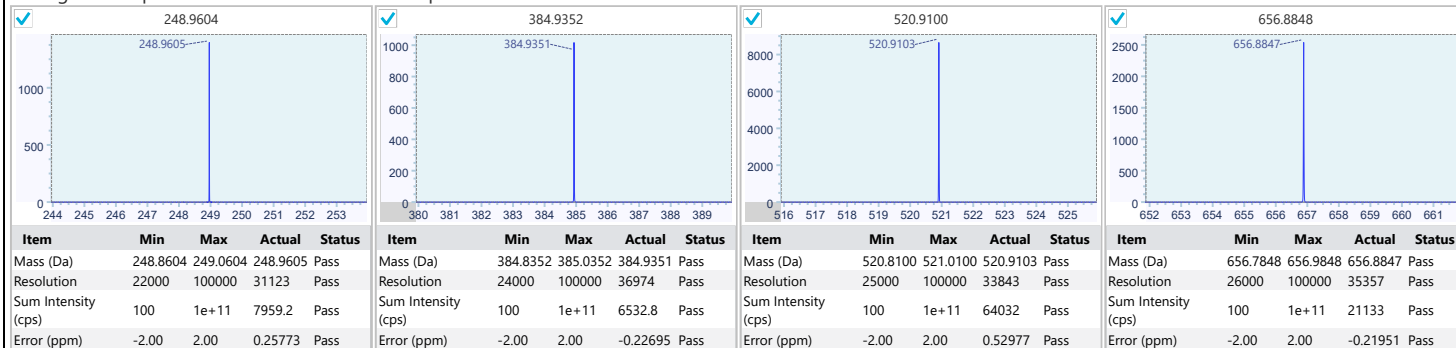 248.9604
248.9605
1000
500
0
244 245 246 247 248 249 250 251 252 253
Item Min Max Actual Status
Mass (Da) 248.8604 249.0604 248.9605 Pass
Resolution 22000 100000 31123 Pass
Sum Intensity (cps) 100 1e+11 7959.2 Pass
Error (ppm) -2.00 2.00 0.25773 Pass
384.9352
384.9351
1000
800
600
400
200
0
380 381 382 383 384 385 386 387 388 389
Item Min Max Actual Status
Mass (Da) 384.8352 385.0352 384.9351 Pass
Resolution 24000 100000 36974 Pass
Sum Intensity (cps) 100 1e+11 6532.8 Pass
Error (ppm) -2.00 2.00 -0.22695 Pass
520.9100
520.9103
8000
6000
4000
2000
0
516 517 518 519 520 521 522 523 524 525
Item Min Max Actual Status
Mass (Da) 520.8100 521.0100 520.9103 Pass
Resolution 25000 100000 33843 Pass
Sum Intensity (cps) 100 1e+11 64032 Pass
Error (ppm) -2.00 2.00 0.52977 Pass
656.8848
656.8847
2500
2000
1500
1000
500
0
652 653 654 655 656 657 658 659 660 661
Item Min Max Actual Status
Mass (Da) 656.7848 656.9848 656.8847 Pass
Resolution 26000 100000 35357 Pass
Sum Intensity (cps) 100 1e+11 21133 Pass
Error (ppm) -2.00 2.00 -0.21951 Pass